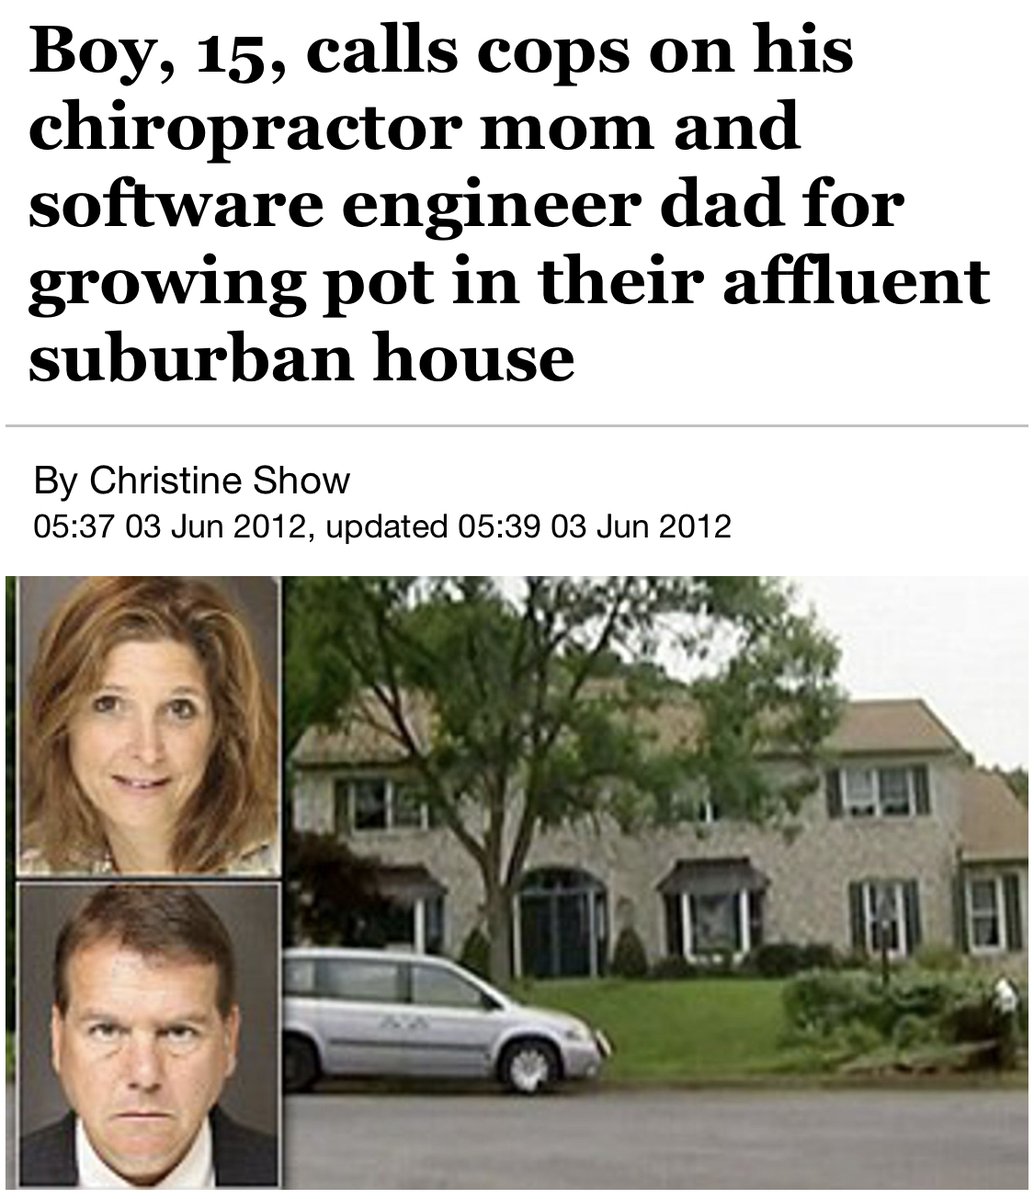 Boy, 15, calls cops on his
chiropractor mom and
software engineer dad for
growing pot in their affluent
suburban house
By Christine Show
05:37 03 Jun 2012, updated 05:39 03 Jun 2012